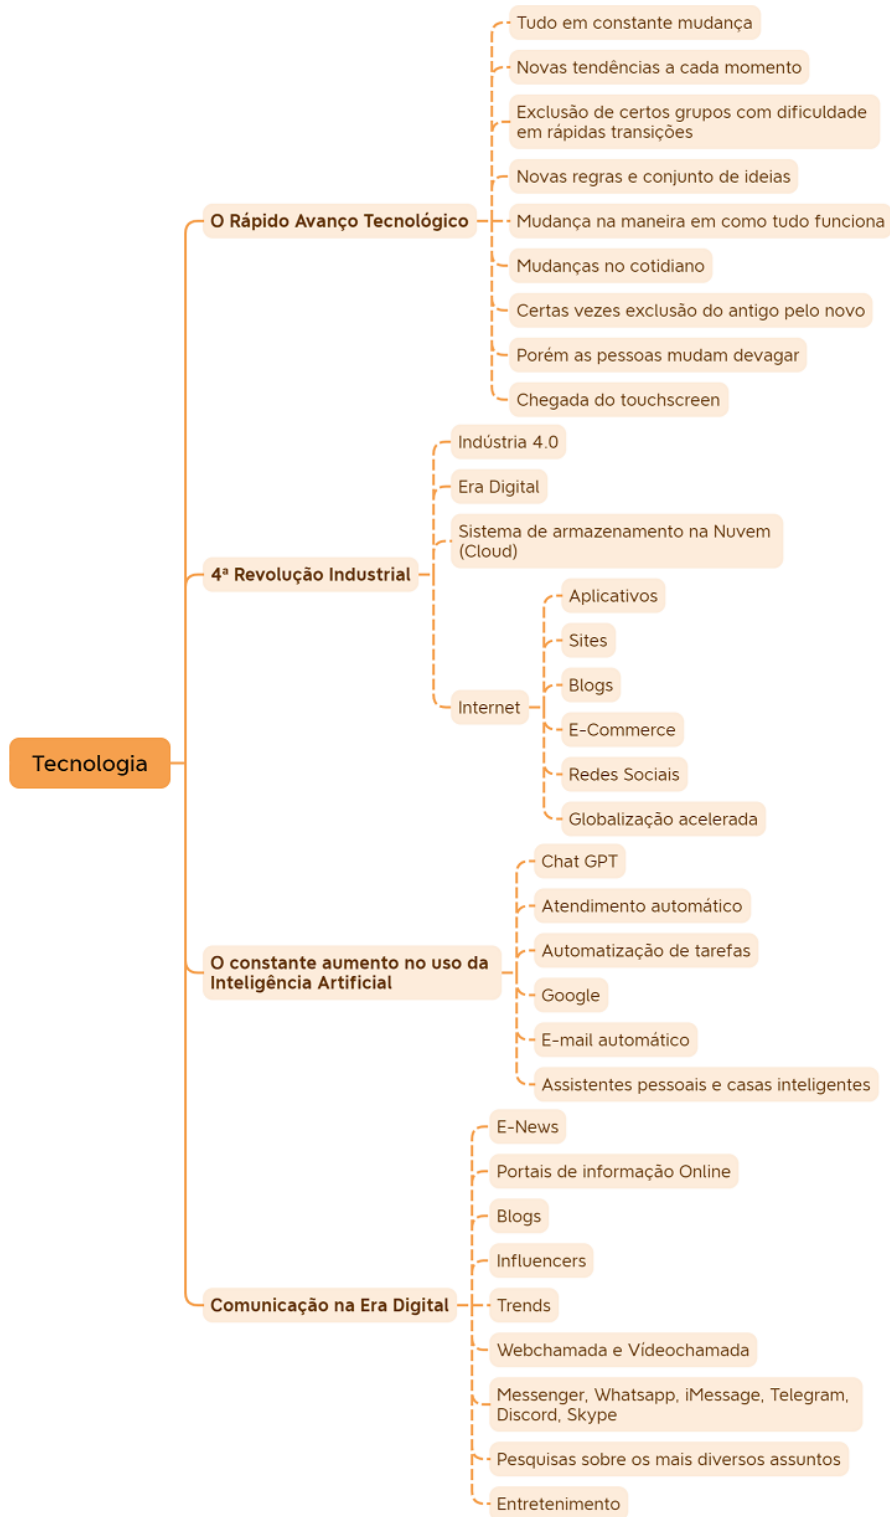 Tecnologia
O Rápido Avanço Tecnológico
Tudo em constante mudança
Novas tendências a cada momento
Exclusão de certos grupos com dificuldade
em rápidas transições
Novas regras e conjunto de ideias
Mudança na maneira em como tudo funciona
Mudanças no cotidiano
Certas vezes exclusão do antigo pelo novo
Porém as pessoas mudam devagar
Chegada do touchscreen
4ª Revolução Industrial
Indústria 4.0
Era Digital
Sistema de armazenamento na Nuvem
(Cloud)
Internet
Aplicativos
Sites
Blogs
E-Commerce
Redes Sociais
Globalização acelerada
O constante aumento no uso da
Inteligência Artificial
Chat GPT
Atendimento automático
Automatização de tarefas
Google
E-mail automático
Assistentes pessoais e casas inteligentes
Comunicação na Era Digital
E-News
Portais de informação Online
Blogs
Influencers
Trends
Webchamada e Vídeochamada
Messenger, Whatsapp, iMessage, Telegram,
Discord, Skype
Pesquisas sobre os mais diversos assuntos
Entretenimento